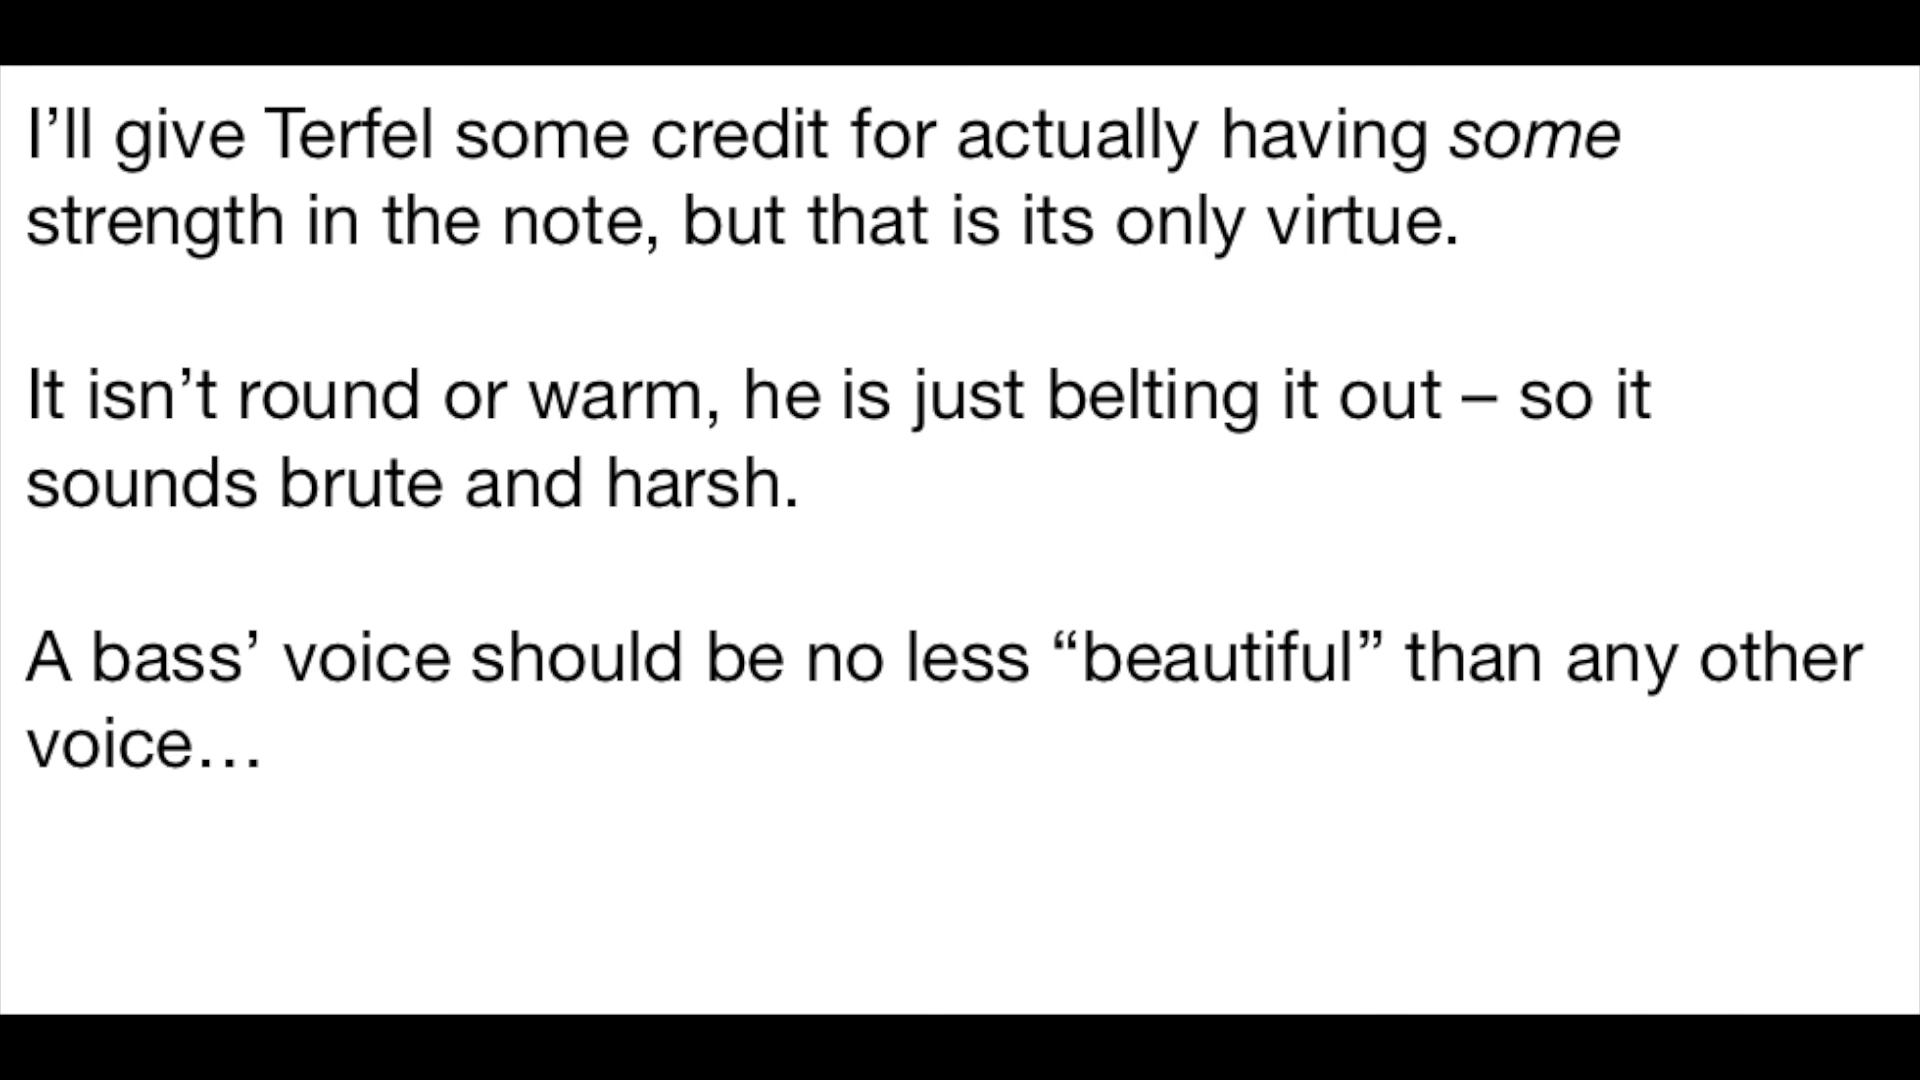 I’ll give Terfel some credit for actually having some
strength in the note, but that is its only virtue.
It isn’t round or warm, he is just belting it out – so it
sounds brute and harsh.
A bass’ voice should be no less “beautiful” than any other
voice…